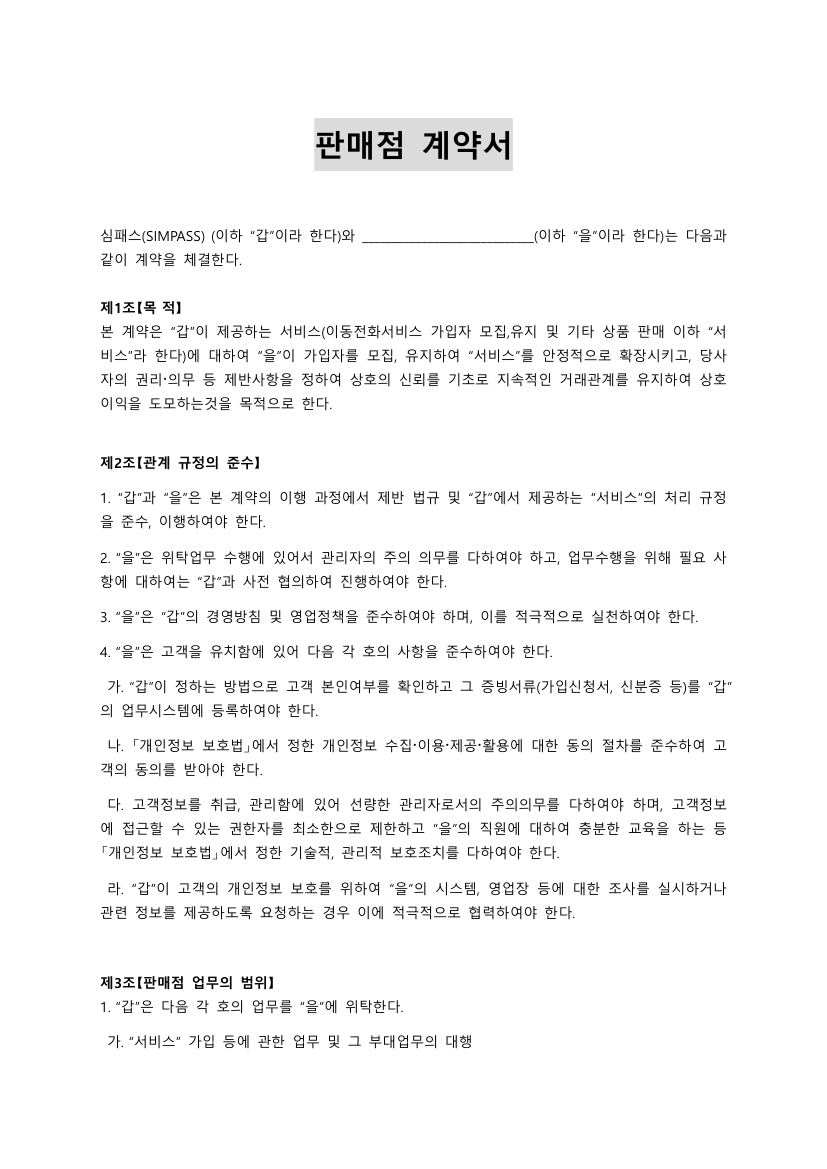 판매점 계약서
심패스(SIMPASS) (이하 “갑”이라 한다)와 ________________________(이하 “을”이라 한다)는 다음과
같이 계약을 체결한다.
제1조【목 적】
본 계약은 “갑”이 제공하는 서비스(이동전화서비스 가입자 모집,유지 및 기타 상품 판매 이하 “서
비스”라 한다)에 대하여 “을”이 가입자를 모집, 유지하여 “서비스”를 안정적으로 확장시키고, 당사
자의 권리·의무 등 제반사항을 정하여 상호의 신뢰를 기초로 지속적인 거래관계를 유지하여 상호
이익을 도모하는것을 목적으로 한다.
제2조【관계 규정의 준수】
1. “갑”과 “을”은 본 계약의 이행 과정에서 제반 법규 및 “갑”에서 제공하는 “서비스”의 처리 규정
을 준수, 이행하여야 한다.
2. “을”은 위탁업무 수행에 있어서 관리자의 주의 의무를 다하여야 하고, 업무수행을 위해 필요 사
항에 대하여는 “갑”과 사전 협의하여 진행하여야 한다.
3. “을”은 “갑”의 경영방침 및 영업정책을 준수하여야 하며, 이를 적극적으로 실천하여야 한다.
4. “을”은 고객을 유치함에 있어 다음 각 호의 사항을 준수하여야 한다.
가. “갑”이 정하는 방법으로 고객 본인여부를 확인하고 그 증빙서류(가입신청서, 신분증 등)를 “갑”
의 업무시스템에 등록하여야 한다.
나. 「개인정보 보호법」에서 정한 개인정보 수집·이용·제공·활용에 대한 동의 절차를 준수하여 고
객의 동의를 받아야 한다.
다. 고객정보를 취급, 관리함에 있어 선량한 관리자로서의 주의의무를 다하여야 하며, 고객정보
에 접근할 수 있는 권한자를 최소한으로 제한하고 “을”의 직원에 대하여 충분한 교육을 하는 등
「개인정보 보호법」에서 정한 기술적, 관리적 보호조치를 다하여야 한다.
라. “갑”이 고객의 개인정보 보호를 위하여 “을”의 시스템, 영업장 등에 대한 조사를 실시하거나
관련 정보를 제공하도록 요청하는 경우 이에 적극적으로 협력하여야 한다.
제3조【판매점 업무의 범위】
1. “갑”은 다음 각 호의 업무를 “을”에 위탁한다.
가. “서비스” 가입 등에 관한 업무 및 그 부대업무의 대행